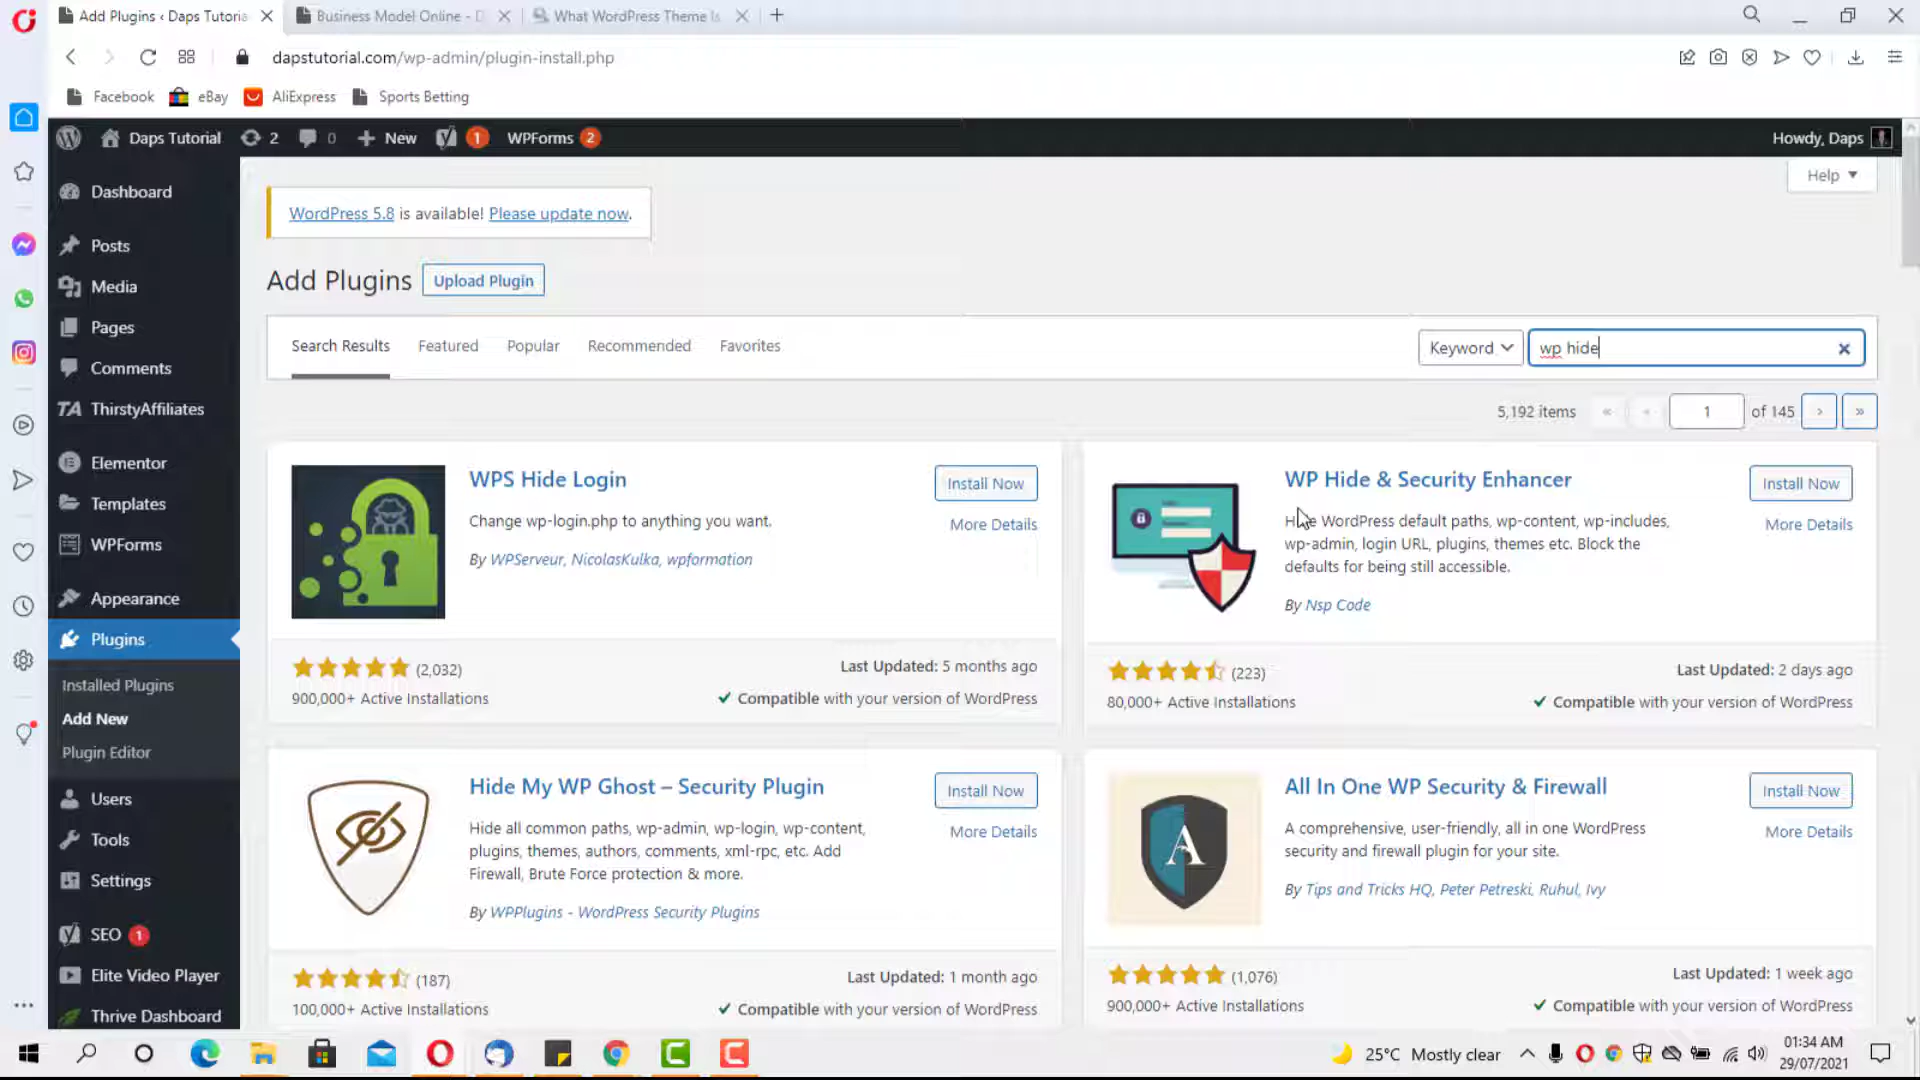 Add Plugins ‹ Daps Tutoria
Business Model Online - D
What WordPress Theme Is
dapstutorial.com/wp-admin/plugin-install.php
Facebook
eBay
AliExpress
Sports Betting
Daps Tutorial
2
0
New
1
WPForms 2
Howdy, Daps
Help
Dashboard
Posts
Media
Pages
Comments
ThirstyAffiliates
Elementor
Templates
WPForms
Appearance
Plugins
Installed Plugins
Add New
Plugin Editor
Users
Tools
Settings
SEO 1
Elite Video Player
Thrive Dashboard
WordPress 5.8 is available! Please update now.
Add Plugins
Upload Plugin
Search Results
Featured
Popular
Recommended
Favorites
Keyword
wp hide
5,192 items
«
1
of 145
›
»
WPS Hide Login
Install Now
Change wp-login.php to anything you want.
More Details
By WPServeur, NicolasKulka, wpformation
(2,032)
Last Updated: 5 months ago
900,000+ Active Installations
Compatible with your version of WordPress
WP Hide & Security Enhancer
Install Now
Hide WordPress default paths, wp-content, wp-includes,
More Details
wp-admin, login URL, plugins, themes etc. Block the
defaults for being still accessible.
By Nsp Code
(223)
Last Updated: 2 days ago
80,000+ Active Installations
Compatible with your version of WordPress
Hide My WP Ghost – Security Plugin
Install Now
Hide all common paths, wp-admin, wp-login, wp-content,
More Details
plugins, themes, authors, comments, xml-rpc, etc. Add
Firewall, Brute Force protection & more.
By WPPlugins - WordPress Security Plugins
(187)
Last Updated: 1 month ago
100,000+ Active Installations
Compatible with your version of WordPress
All In One WP Security & Firewall
Install Now
A comprehensive, user-friendly, all in one WordPress
More Details
security and firewall plugin for your site.
By Tips and Tricks HQ, Peter Petreski, Ruhul, Ivy
(1,076)
Last Updated: 1 week ago
900,000+ Active Installations
Compatible with your version of WordPress
25°C Mostly clear
01:34 AM
29/07/2021